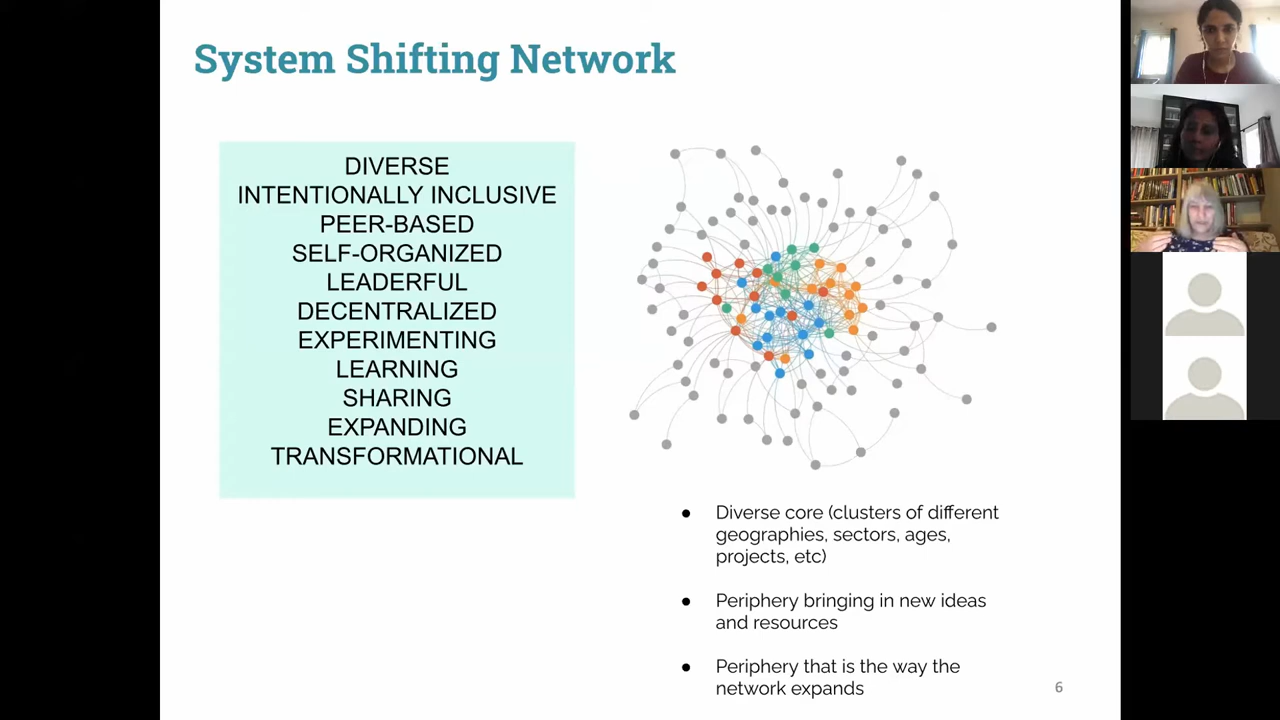 System Shifting Network
DIVERSE
INTENTIONALLY INCLUSIVE
PEER-BASED
SELF-ORGANIZED
LEADERFUL
DECENTRALIZED
EXPERIMENTING
LEARNING
SHARING
EXPANDING
TRANSFORMATIONAL
● Diverse core (clusters of different
geographies, sectors, ages,
projects, etc)
● Periphery bringing in new ideas
and resources
● Periphery that is the way the
network expands
6